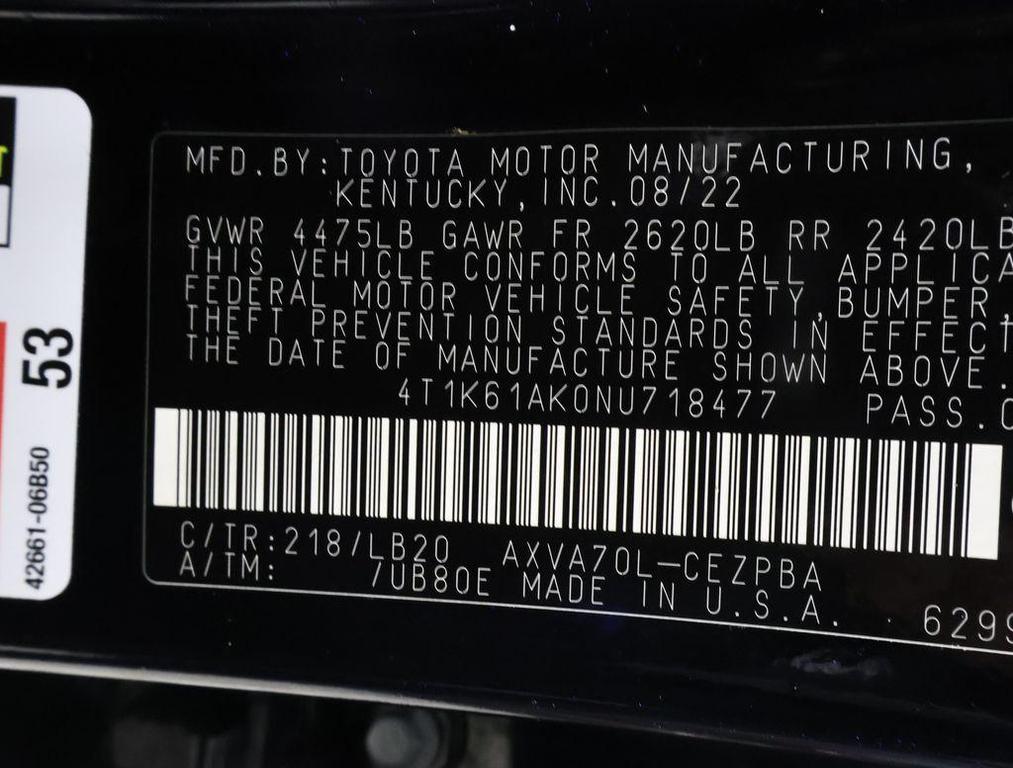 T
53
42661-06B50
MFD.BY:TOYOTA MOTOR MANUFACTURING,
KENTUCKY,INC.08/22
GVWR 4475LB GAWR FR 2620LB RR 2420LB
THIS VEHICLE CONFORMS TO ALL APPLICA
FEDERAL MOTOR VEHICLE SAFETY,BUMPER,
THEFT PREVENTION STANDARDS IN EFFECT
THE DATE OF MANUFACTURE SHOWN ABOVE.
4T1K61AK0NU718477 PASS.C
C/TR:218/LB20 AXVA70L-CEZPBA
A/TM: /UB80E MADE IN U.S.A. 6299